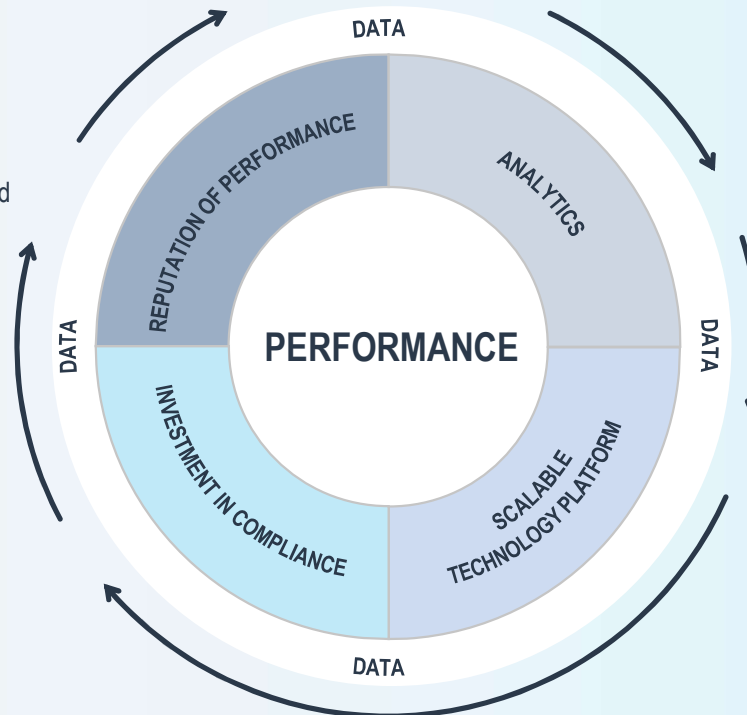 DATA
REPUTATION OF PERFORMANCE
ANALYTICS
d
DATA
PERFORMANCE
DATA
INVESTMENT IN COMPLIANCE
SCALABLE
TECHNOLOGY PLATFORM
DATA